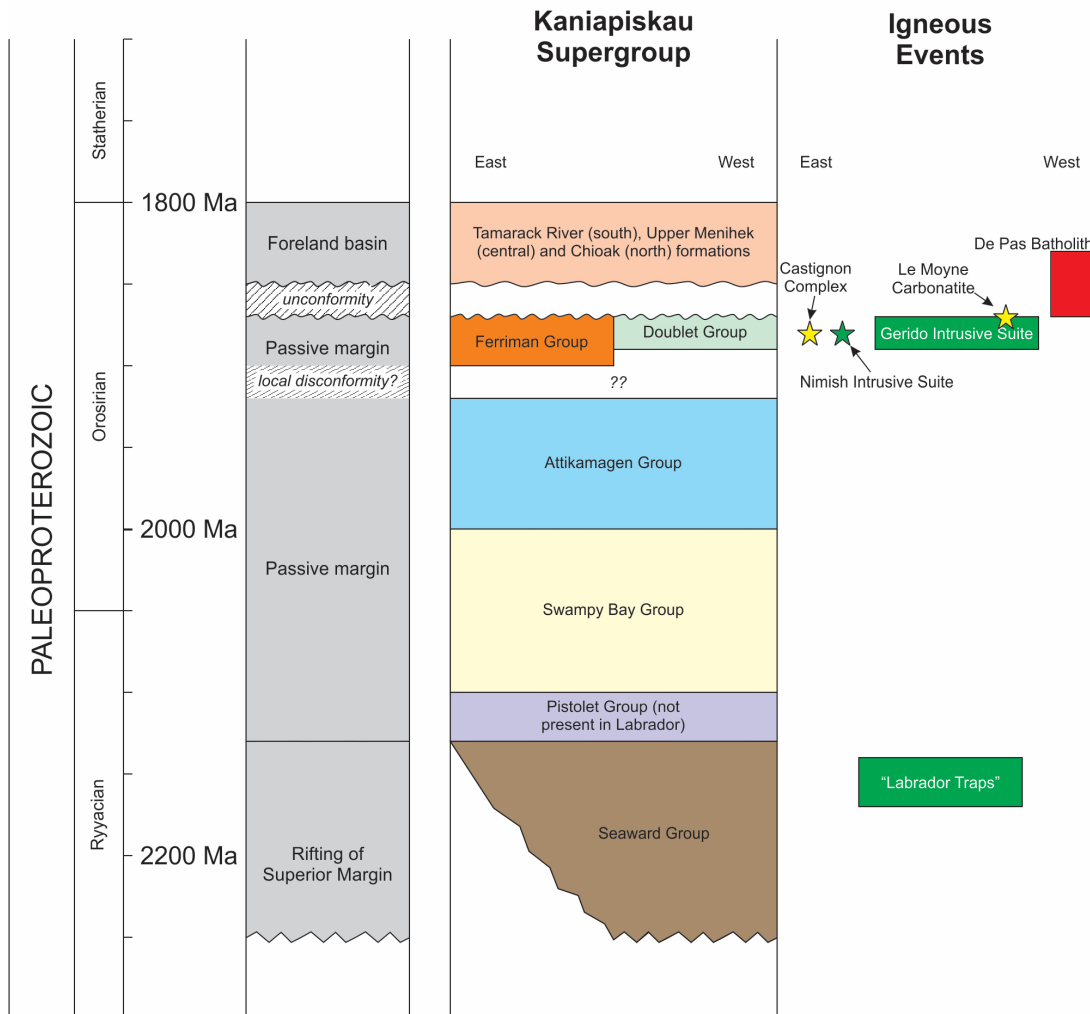 Kaniapiskau
Supergroup
Igneous
Events
East
West
East
West
PALEOPROTEROZOIC
Statherian
Orosirian
Ryyacian
1800 Ma
2000 Ma
2200 Ma
Foreland basin
unconformity
Passive margin
local disconformity?
Passive margin
Rifting of
Superior Margin
Tamarack River (south), Upper Menihek
(central) and Chioak (north) formations
Ferriman Group
Doublet Group
??
Attikamagen Group
Swampy Bay Group
Pistolet Group (not
present in Labrador)
Seaward Group
De Pas Batholith
Castignon
Complex
Le Moyne
Carbonatite
Gerido Intrusive Suite
Nimish Intrusive Suite
“Labrador Traps”